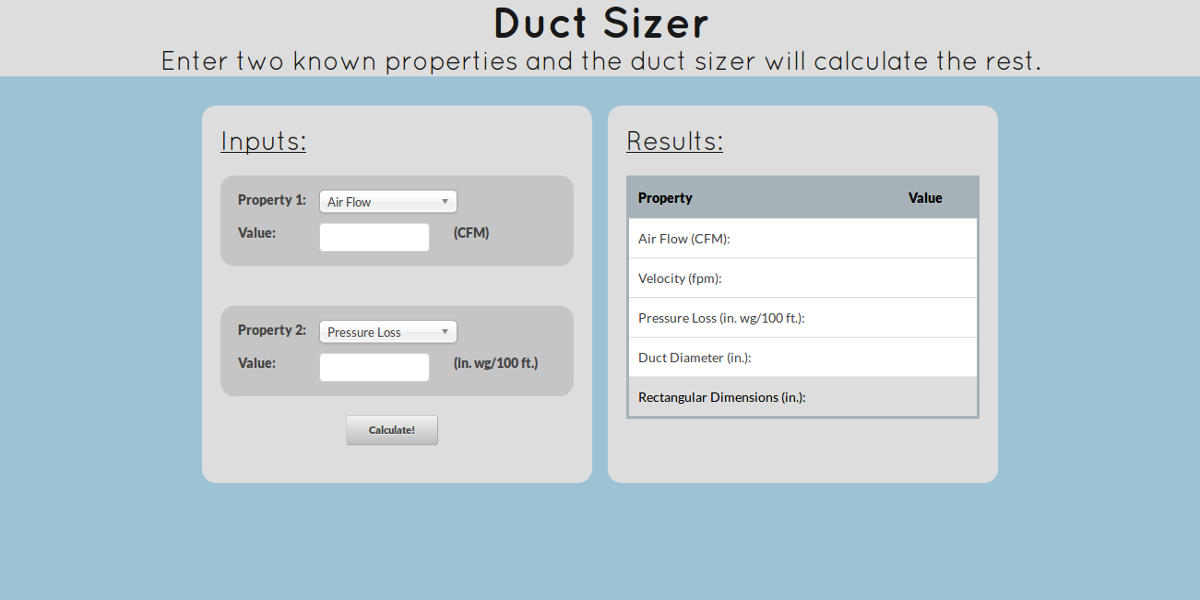 Duct Sizer
Enter two known properties and the duct sizer will calculate the rest.
Inputs:
Property 1: Air Flow
Value: (CFM)
Property 2: Pressure Loss
Value: (in. wg/100 ft.)
Calculate!
Results:
Property Value
Air Flow (CFM):
Velocity (fpm):
Pressure Loss (in. wg/100 ft.):
Duct Diameter (in.):
Rectangular Dimensions (in.):